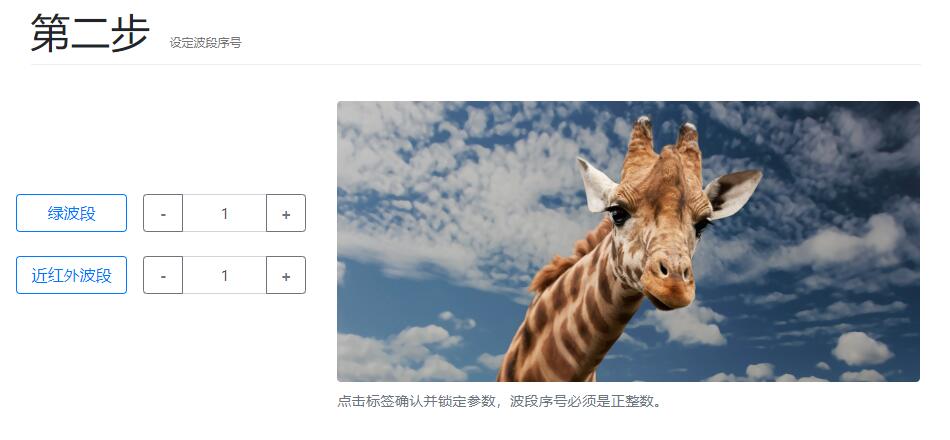 第二步 设定波段序号
绿波段 - 1 +
近红外波段 - 1 +
点击标签确认并锁定参数，波段序号必须是正整数。